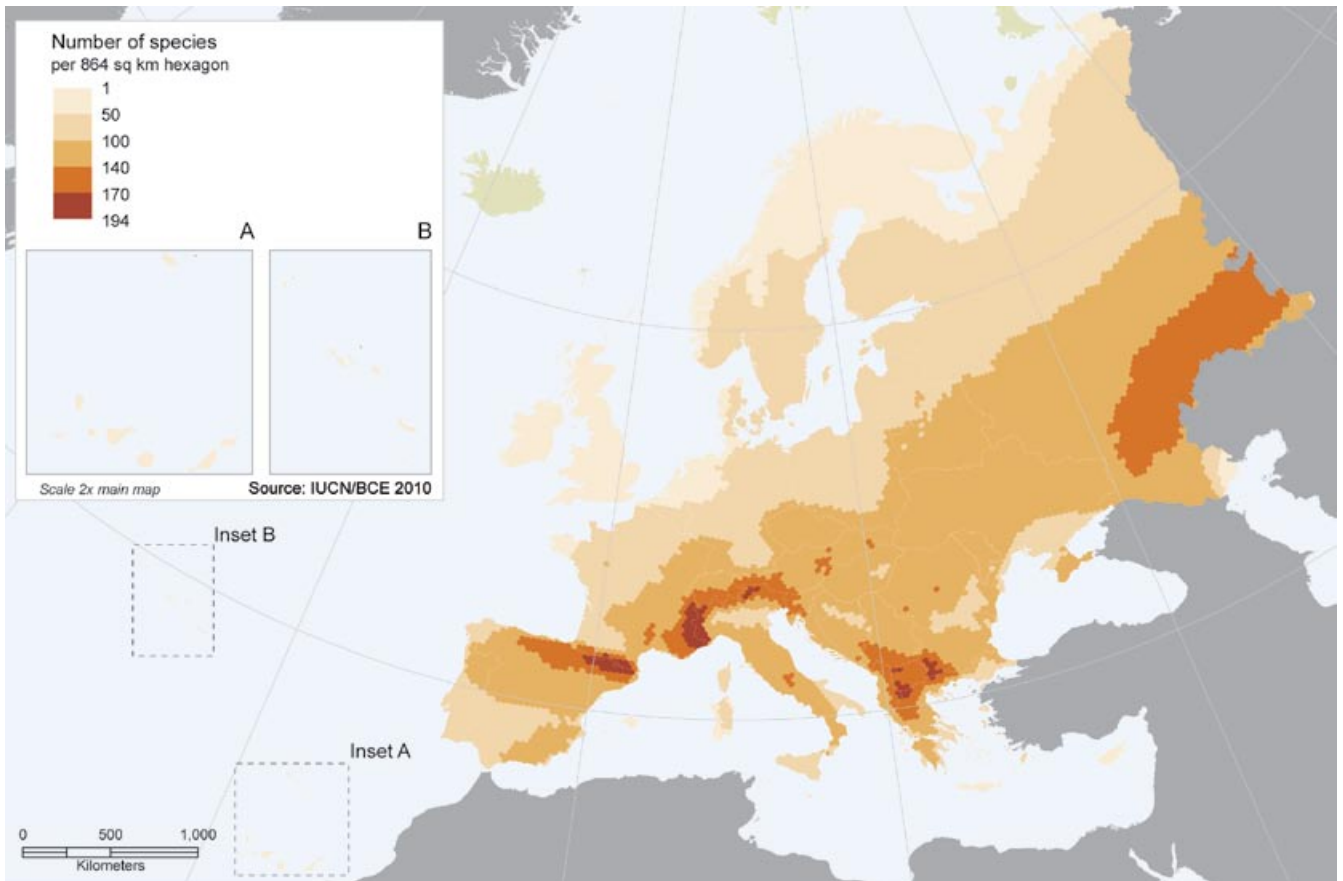 Number of species
per 864 sq km hexagon
1
50
100
140
170
194
A
B
Scale 2x main map
Source: IUCN/BCE 2010
Inset B
Inset A
0
500
1,000
Kilometers